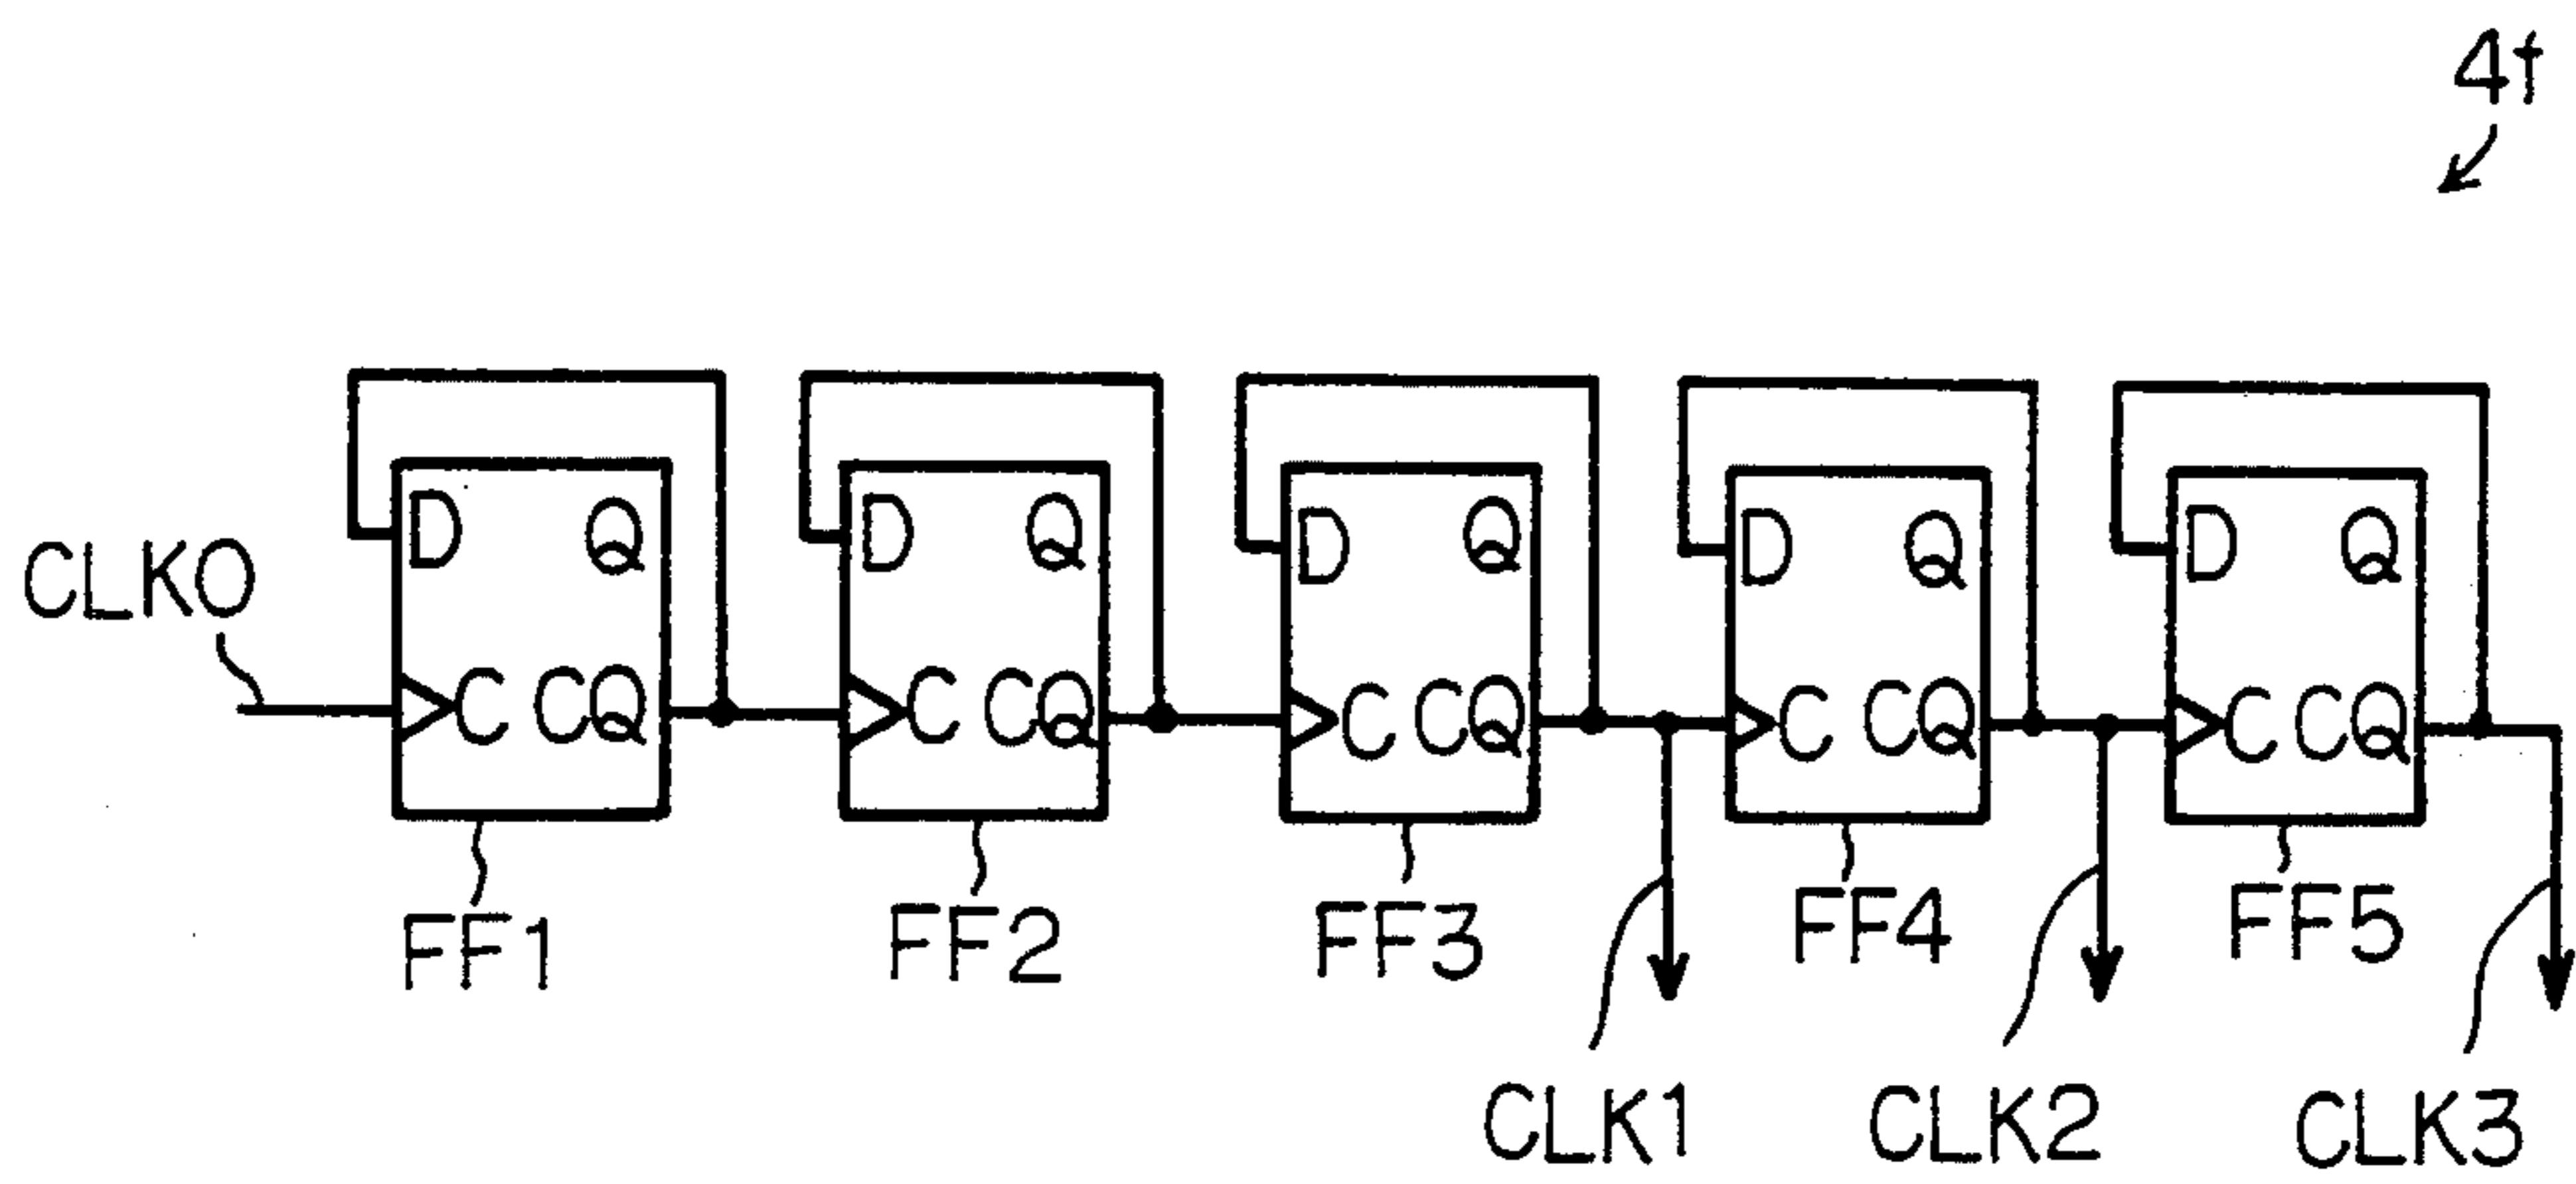 4f
D Q D Q D Q D Q D Q
CLK0
C CQ C CQ C CQ C CQ C CQ
FF1 FF2 FF3 FF4 FF5
CLK1 CLK2 CLK3